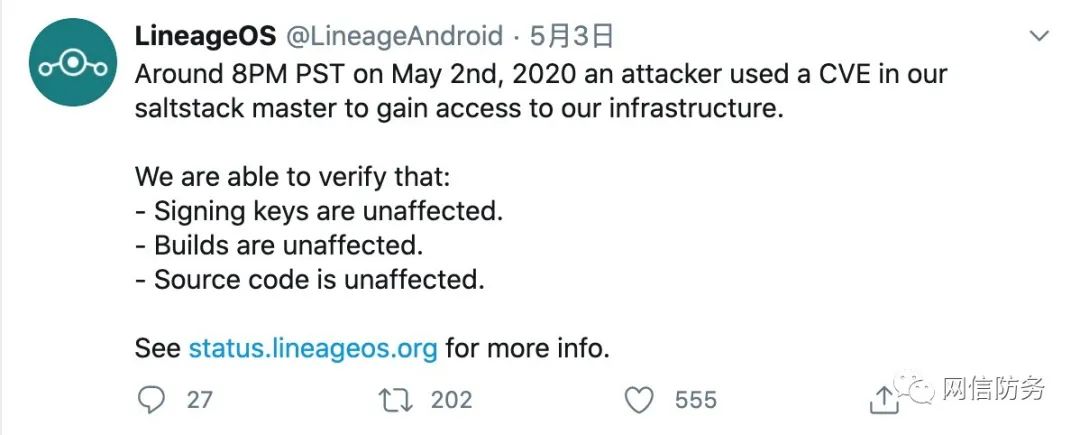 LineageOS @LineageAndroid · 5月3日
Around 8PM PST on May 2nd, 2020 an attacker used a CVE in our
saltstack master to gain access to our infrastructure.
We are able to verify that:
- Signing keys are unaffected.
- Builds are unaffected.
- Source code is unaffected.
See status.lineageos.org for more info.
27 202 555
网信防务